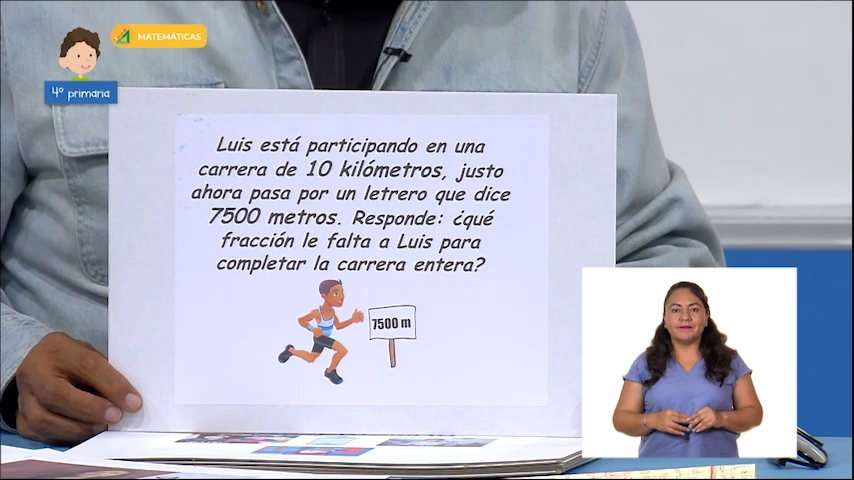 MATEMÁTICAS
4º primaria
Luis está participando en una
carrera de 10 kilómetros, justo
ahora pasa por un letrero que dice
7500 metros. Responde: ¿qué
fracción le falta a Luis para
completar la carrera entera?
7500 m